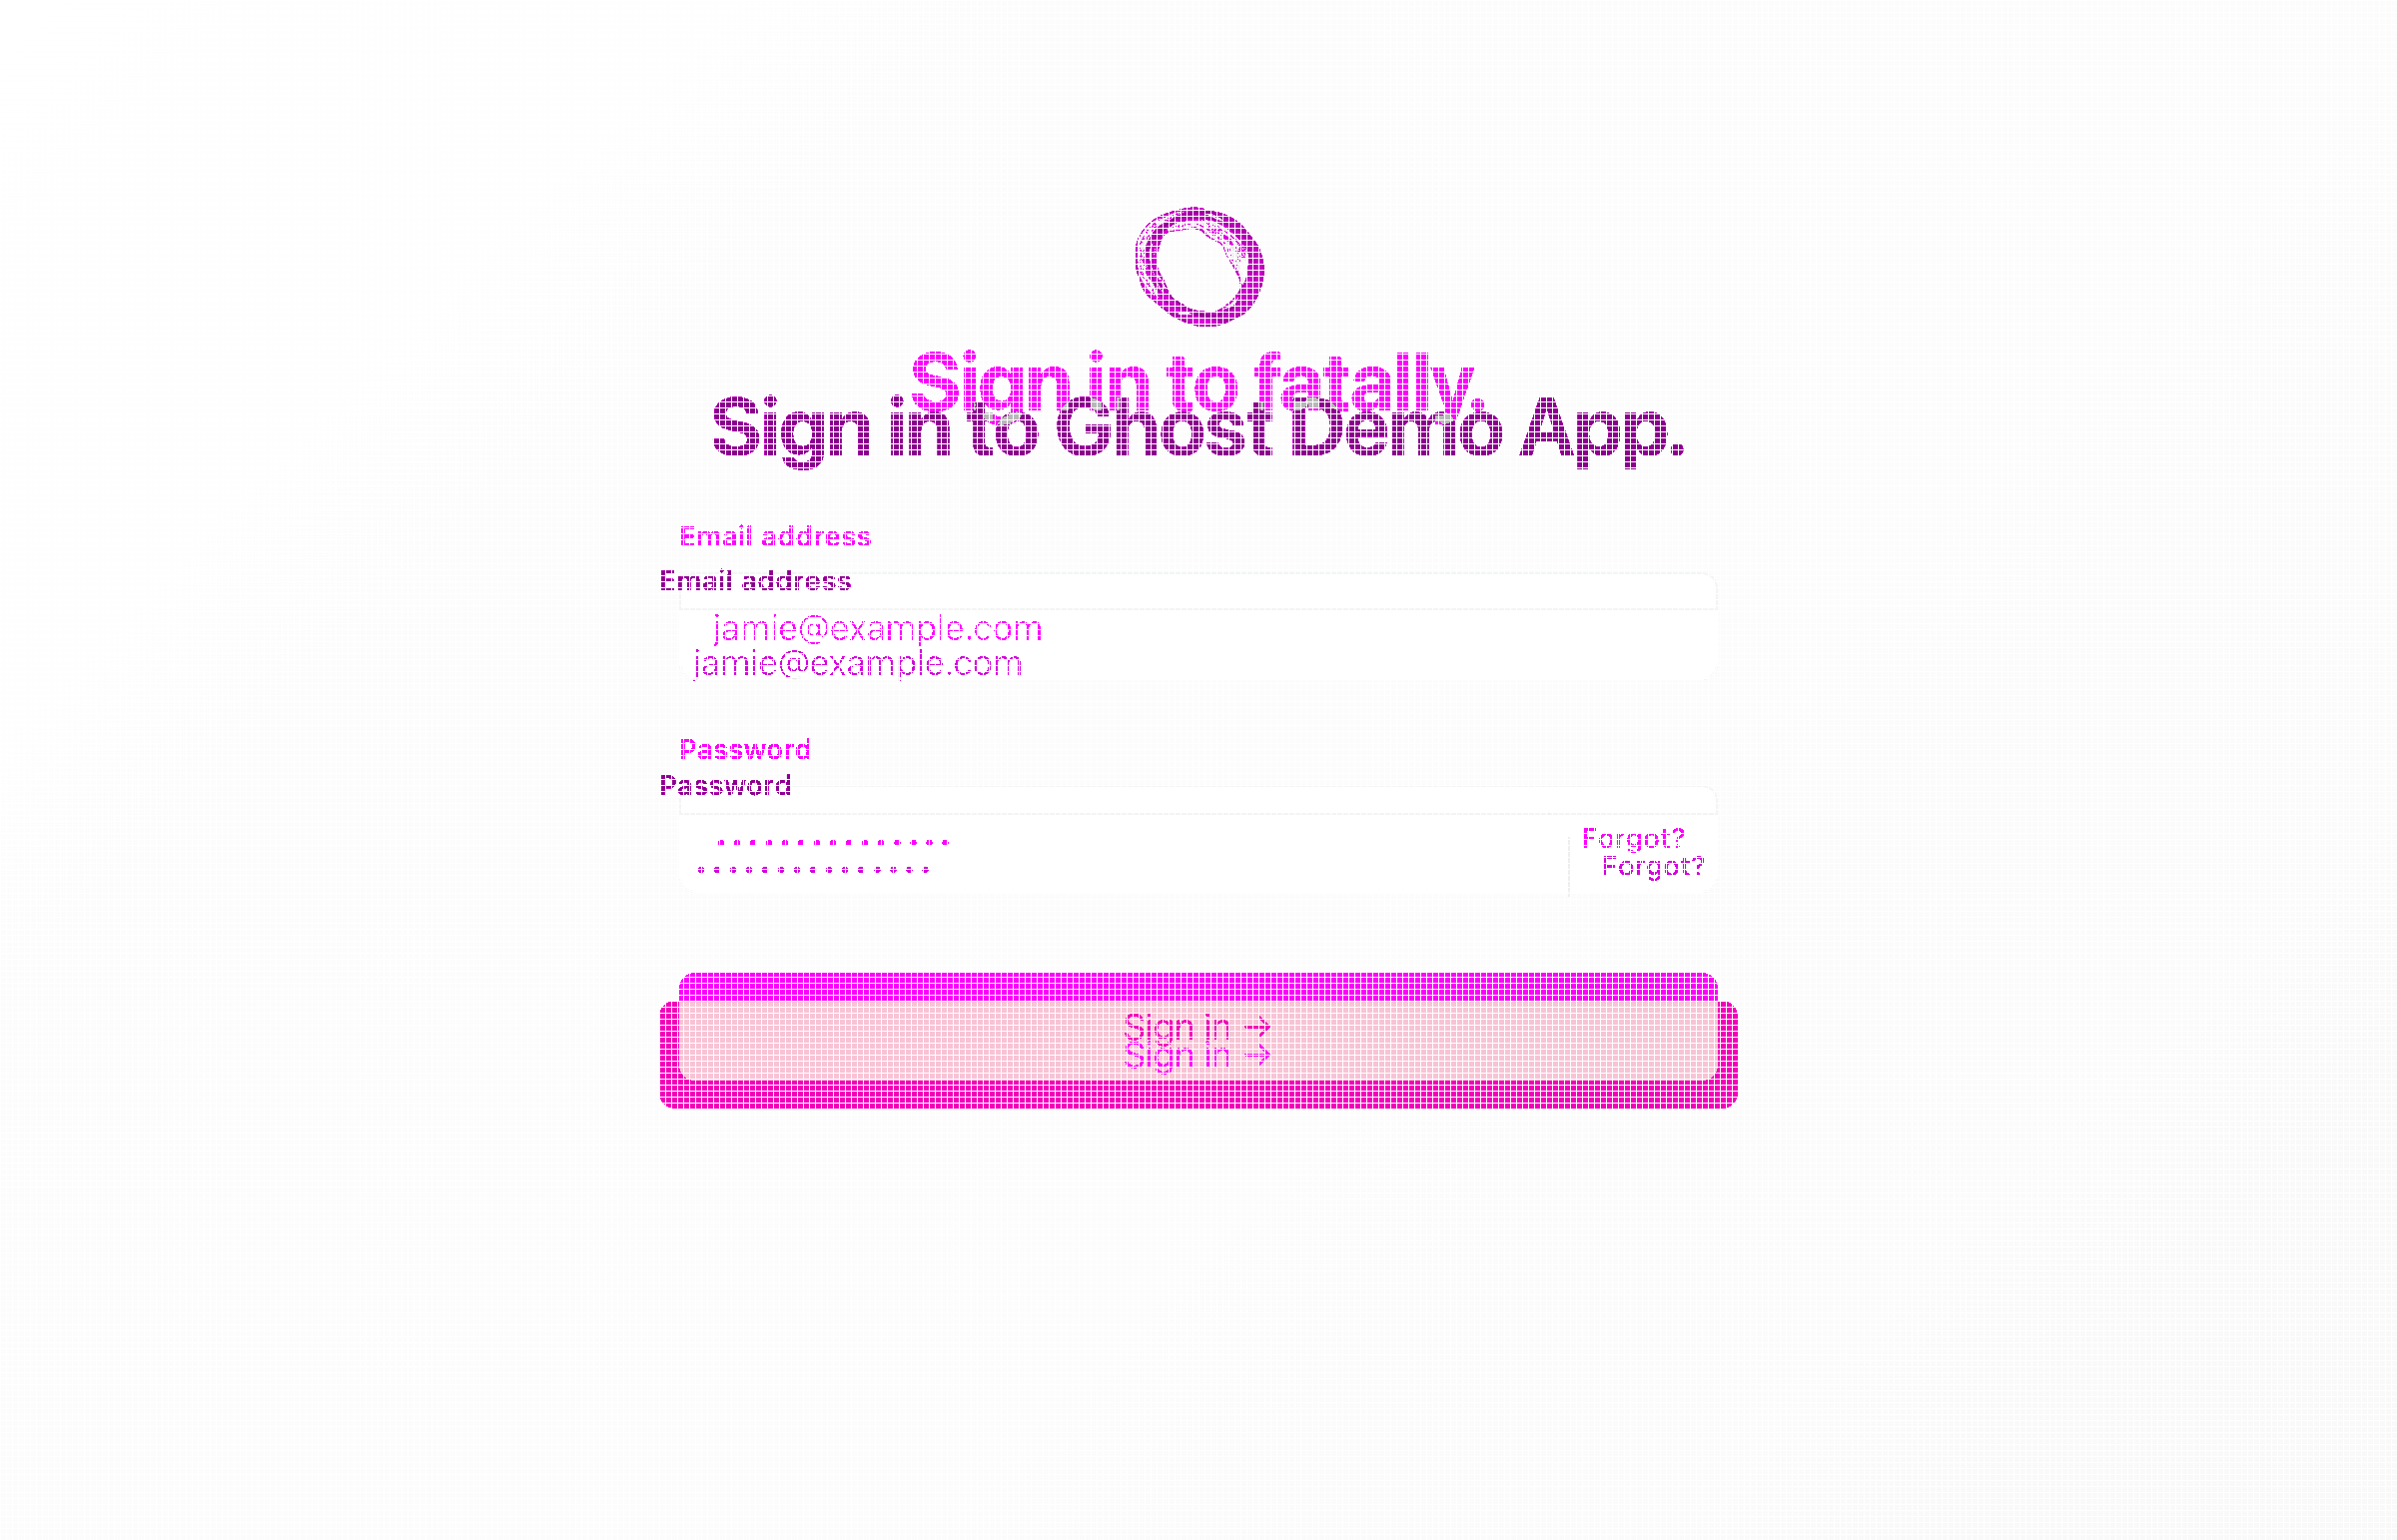 Sign in to fatally.
Sign in to Ghost Demo App.
Email address
Email address
jamie@example.com
jamie@example.com
Password
Password
Forgot?
Forgot?
Sign in →
Sign in →